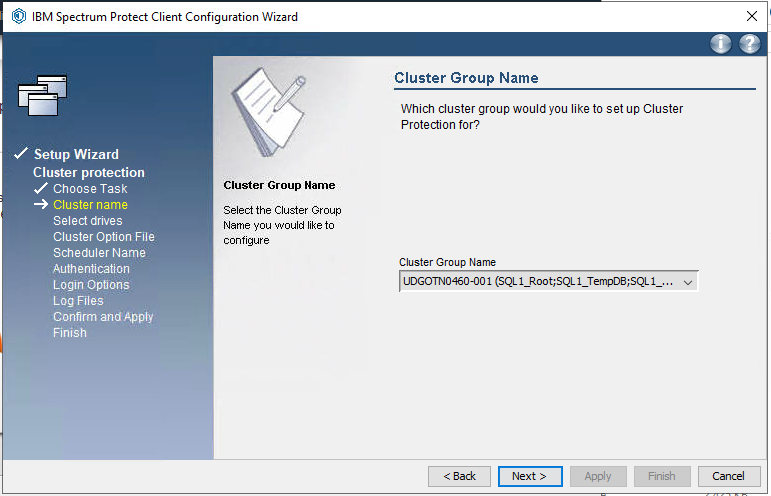 IBM Spectrum Protect Client Configuration Wizard
Cluster Group Name
Which cluster group would you like to set up Cluster
Protection for?
Setup Wizard
Cluster protection
Choose Task
Cluster name
Select drives
Cluster Option File
Scheduler Name
Authentication
Login Options
Log Files
Confirm and Apply
Finish
Cluster Group Name
Select the Cluster Group
Name you would like to
configure
Cluster Group Name
UDGOTN0460-001 (SQL1_Root;SQL1_TempDB;SQL1_...
< Back
Next >
Apply
Finish
Cancel